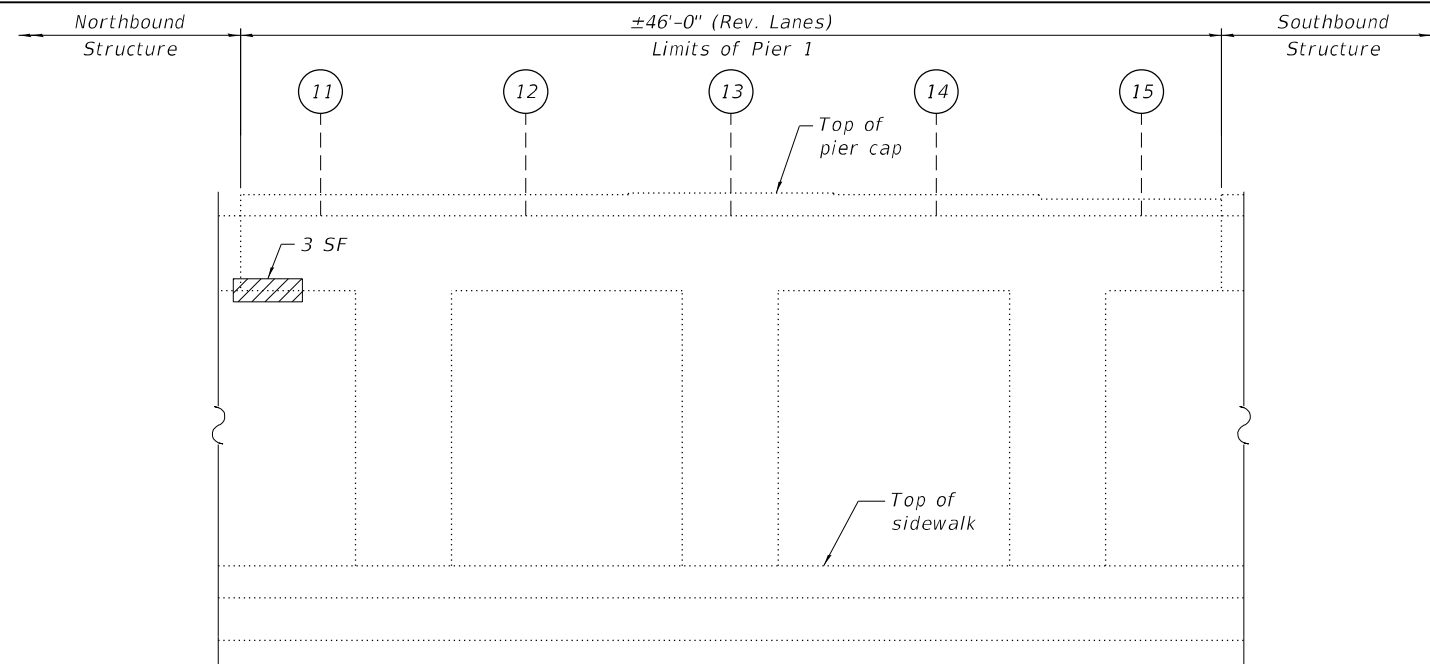 Northbound
Structure
±46'-0" (Rev. Lanes)
Limits of Pier 1
Southbound
Structure
11
12
13
14
15
Top of
pier cap
3 SF
Top of
sidewalk